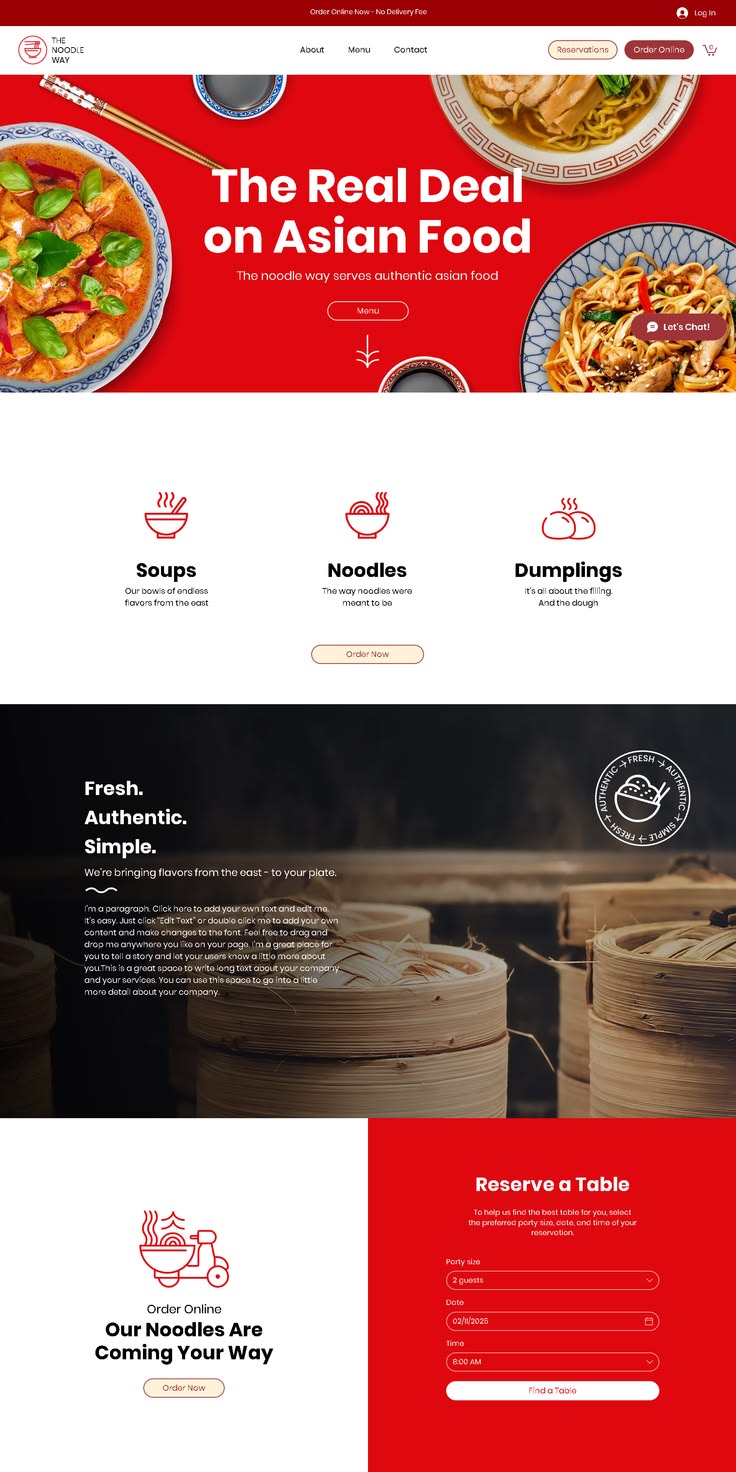 Order Online Now - No Delivery Fee
Log In
THE
NOODLE
WAY
About
Menu
Contact
Reservations
Order Online
0
The Real Deal
on Asian Food
The noodle way serves authentic asian food
Menu
Let's Chat!
Soups
Our bowls of endless
flavors from the east
Noodles
The way noodles were
meant to be
Dumplings
It's all about the filling.
And the dough
Order Now
FRESH → AUTHENTIC → SIMPLE → FRESH → AUTHENTIC →
Fresh.
Authentic.
Simple.
We're bringing flavors from the east - to your plate.
I'm a paragraph. Click here to add your own text and edit me.
It's easy. Just click "Edit Text" or double click me to add your own
content and make changes to the font. Feel free to drag and
drop me anywhere you like on your page. I'm a great place for
you to tell a story and let your users know a little more about
you.This is a great space to write long text about your company
and your services. You can use this space to go into a little
more detail about your company.
Order Online
Our Noodles Are
Coming Your Way
Order Now
Reserve a Table
To help us find the best table for you, select
the preferred party size, date, and time of your
reservation.
Party size
2 guests
Date
02/11/2025
Time
8:00 AM
Find a Table